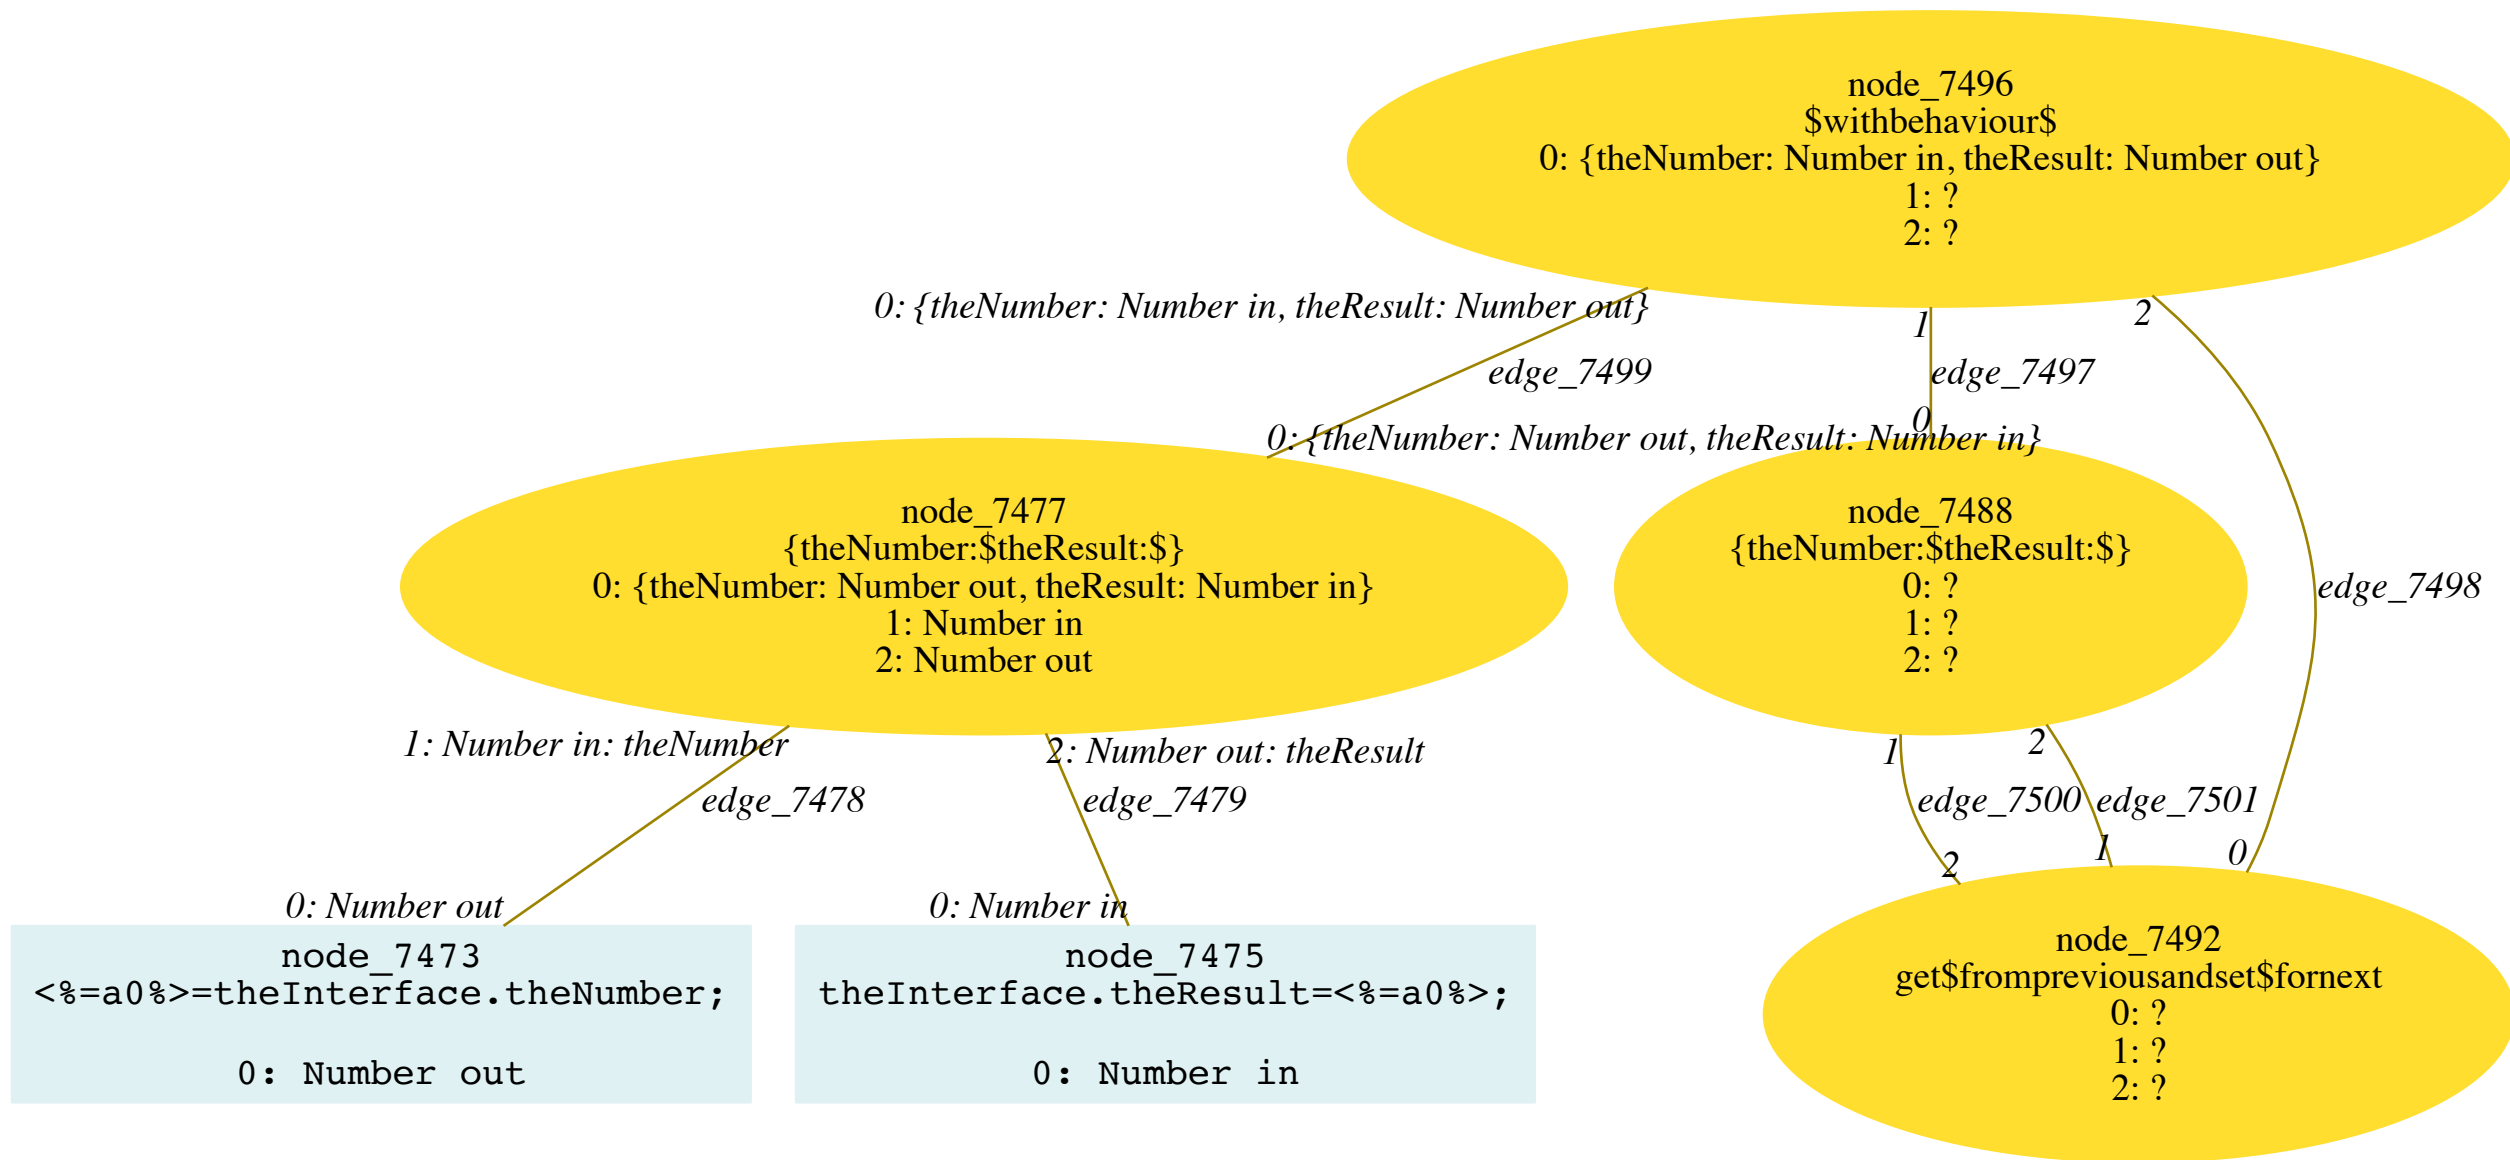 node_7496
$withbehaviour$
0: {theNumber: Number in, theResult: Number out}
1: ?
2: ?
0: {theNumber: Number in, theResult: Number out}
1
2
edge_7499
edge_7497
0: {theNumber: Number out, theResult: Number in}
0
node_7477
{theNumber:$theResult:$}
0: {theNumber: Number out, theResult: Number in}
1: Number in
2: Number out
node_7488
{theNumber:$theResult:$}
0: ?
1: ?
2: ?
edge_7498
1: Number in: theNumber
2: Number out: theResult
1
2
edge_7478
edge_7479
edge_7500
edge_7501
0: Number out
0: Number in
2
1
0
node_7473
<%=a0%>=theInterface.theNumber;
0: Number out
node_7475
theInterface.theResult=<%=a0%>;
0: Number in
node_7492
get$frompreviousandset$fornext
0: ?
1: ?
2: ?